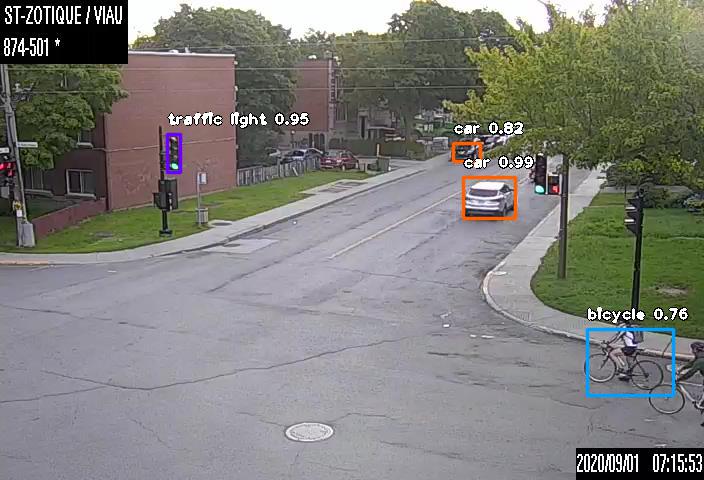 ST-ZOTIQUE / VIAU
874-501 *
traffic light 0.95
car 0.82
car 0.99
bicycle 0.76
2020/09/01 07:15:53